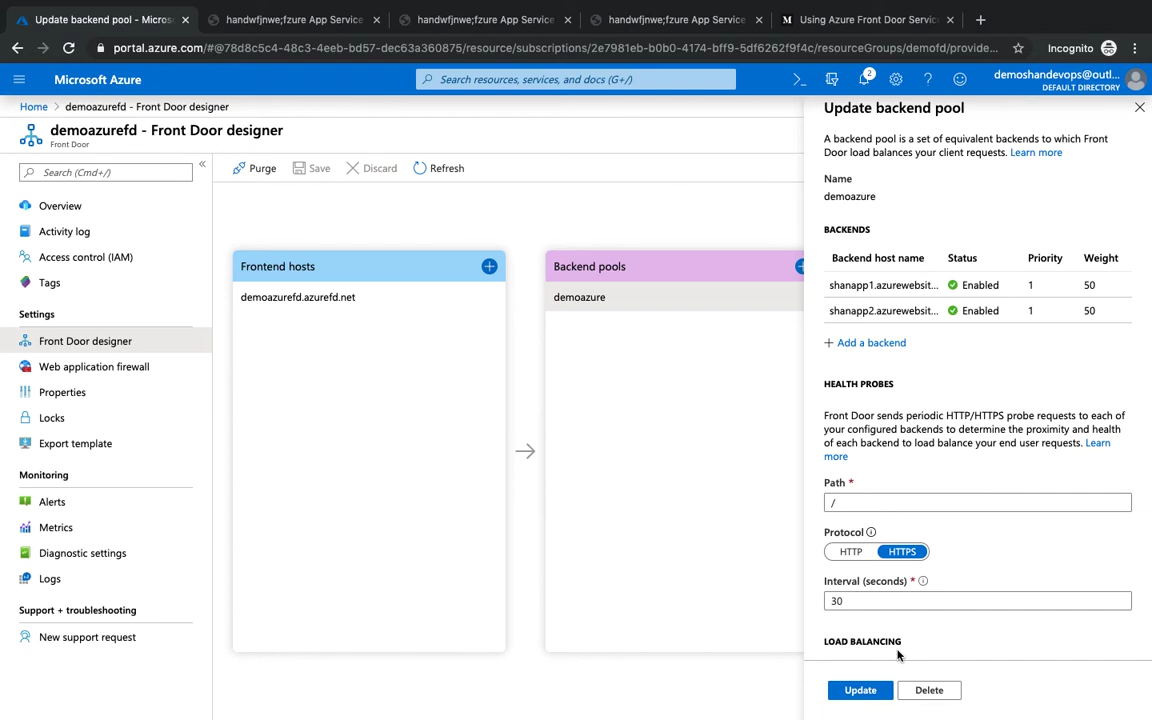 Update backend pool - Micros
handwfjnwe;fzure App Service
handwfjnwe;fzure App Service
handwfjnwe;fzure App Service
Using Azure Front Door Servic
portal.azure.com/#@78d8c5c4-48c3-4eeb-bd57-dec63a360875/resource/subscriptions/2e7981eb-b0b0-4174-bff9-5df6262f9f4c/resourceGroups/demofd/provide...
Incognito
Microsoft Azure
Search resources, services, and docs (G+/)
2
demoshandevops@outl...
DEFAULT DIRECTORY
Home > demoazurefd - Front Door designer
demoazurefd - Front Door designer
Front Door
Search (Cmd+/)
Overview
Activity log
Access control (IAM)
Tags
Settings
Front Door designer
Web application firewall
Properties
Locks
Export template
Monitoring
Alerts
Metrics
Diagnostic settings
Logs
Support + troubleshooting
New support request
Purge
Save
Discard
Refresh
Frontend hosts
demoazurefd.azurefd.net
Backend pools
demoazure
Update backend pool
A backend pool is a set of equivalent backends to which Front
Door load balances your client requests. Learn more
Name
demoazure
BACKENDS
Backend host name Status Priority Weight
shanapp1.azurewebsit... Enabled 1 50
shanapp2.azurewebsit... Enabled 1 50
+ Add a backend
HEALTH PROBES
Front Door sends periodic HTTP/HTTPS probe requests to each of
your configured backends to determine the proximity and health
of each backend to load balance your end user requests. Learn
more
Path *
/
Protocol
HTTP HTTPS
Interval (seconds) *
30
LOAD BALANCING
Update Delete